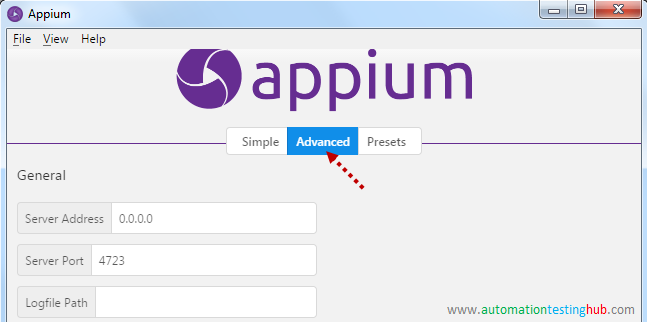 Appium
File View Help
appium
Simple Advanced Presets
General
Server Address 0.0.0.0
Server Port 4723
Logfile Path
www.automationtestinghub.com